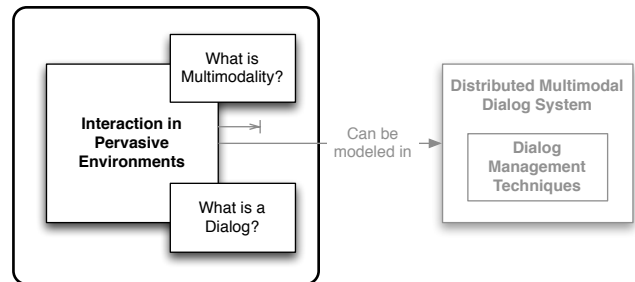 What is
Multimodality?
Interaction in
Pervasive
Environments
What is a
Dialog?
Can be
modeled in
Distributed Multimodal
Dialog System
Dialog
Management
Techniques